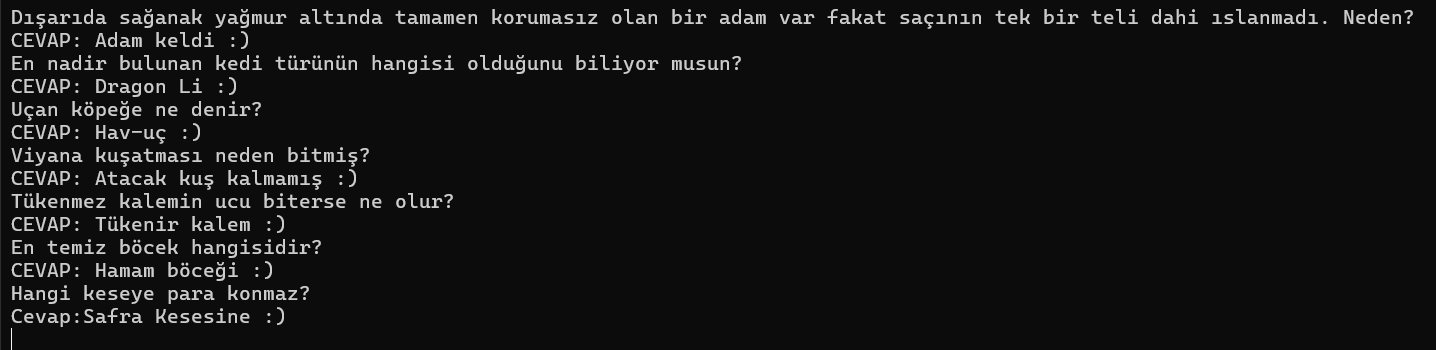 Dışarıda sağanak yağmur altında tamamen korumasız olan bir adam var fakat saçının tek bir teli dahi ıslanmadı. Neden?
CEVAP: Adam keldi :)
En nadir bulunan kedi türünün hangisi olduğunu biliyor musun?
CEVAP: Dragon Li :)
Uçan köpeğe ne denir?
CEVAP: Hav-uç :)
Viyana kuşatması neden bitmiş?
CEVAP: Atacak kuş kalmamış :)
Tükenmez kalemin ucu biterse ne olur?
CEVAP: Tükenir kalem :)
En temiz böcek hangisidir?
CEVAP: Hamam böceği :)
Hangi keseye para konmaz?
Cevap:Safra Kesesine :)